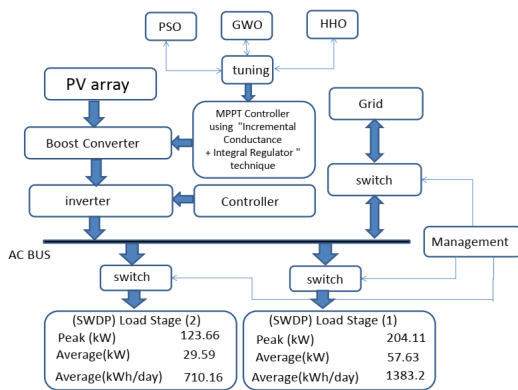 PSO
GWO
HHO
tuning
PV array
MPPT Controller
using "Incremental
Conductance
+ Integral Regulator "
technique
Grid
Boost Converter
switch
inverter
Controller
AC BUS
Management
switch
switch
(SWDP) Load Stage (2)
Peak (kW) 123.66
Average(kW) 29.59
Average(kWh/day) 710.16
(SWDP) Load Stage (1)
Peak (kW) 204.11
Average(kW) 57.63
Average(kWh/day) 1383.2